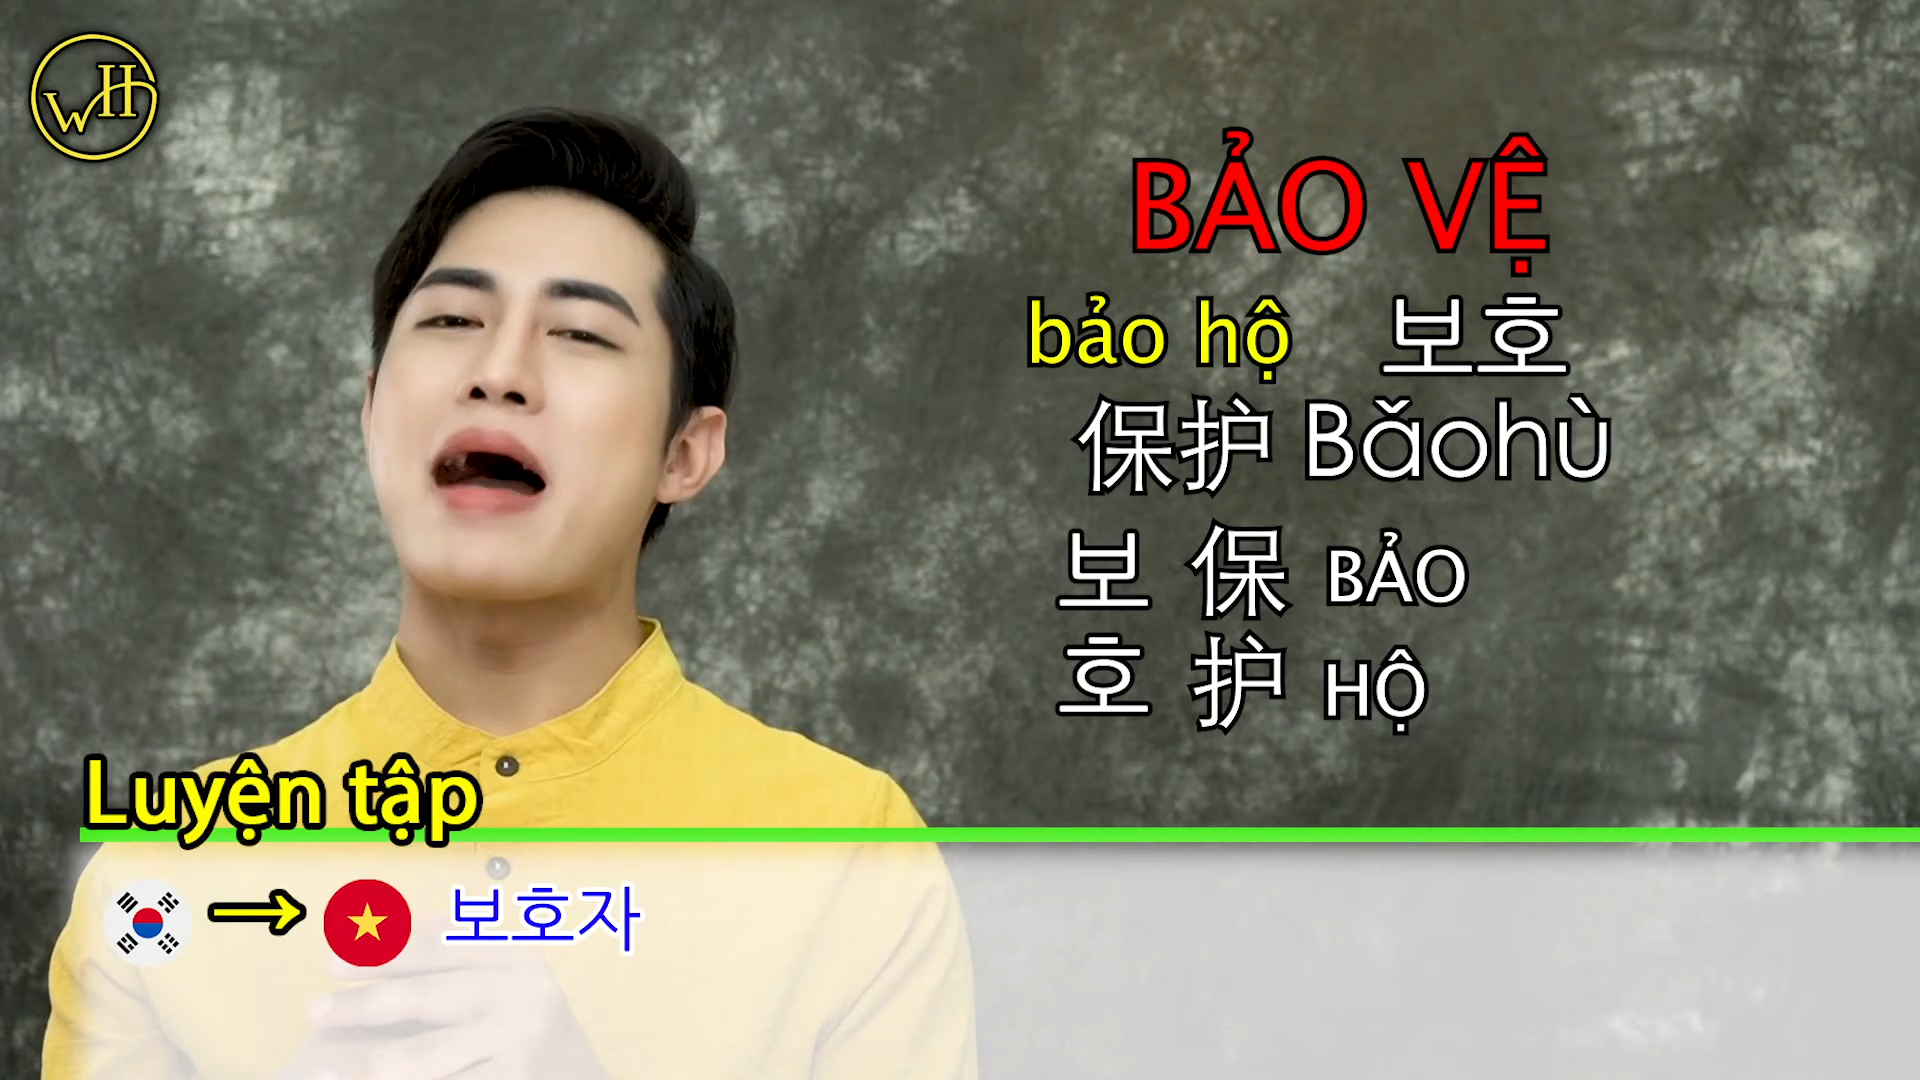 WH
BẢO VỆ
bảo hộ 보호
保护 Bǎohù
보 保 BẢO
호 护 HỘ
Luyện tập
→ 보호자